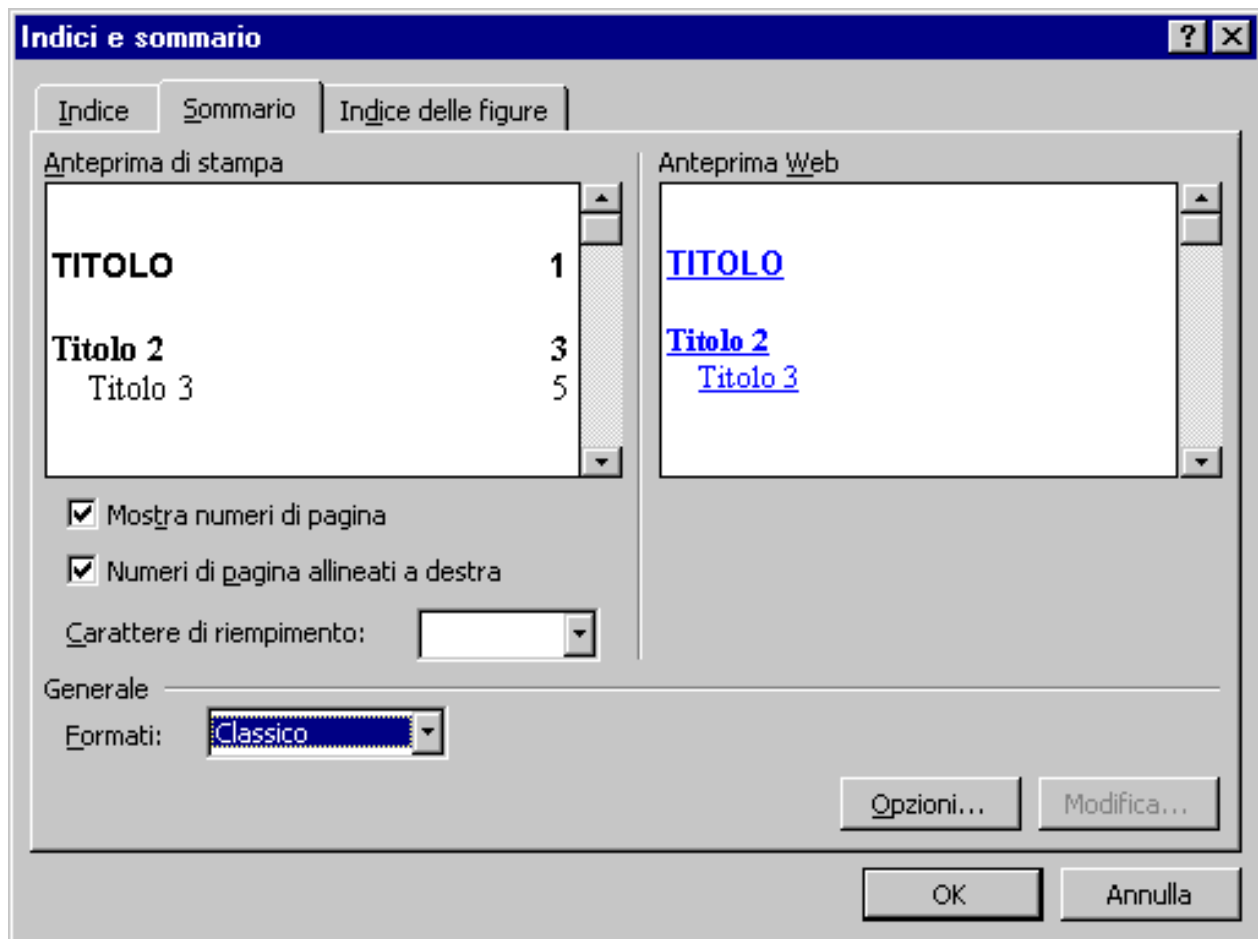 Indici e sommario
Indice Sommario Indice delle figure
Anteprima di stampa
TITOLO 1
Titolo 2 3
Titolo 3 5
Anteprima Web
TITOLO
Titolo 2
Titolo 3
Mostra numeri di pagina
Numeri di pagina allineati a destra
Carattere di riempimento:
Generale
Formati: Classico
Opzioni... Modifica...
OK Annulla